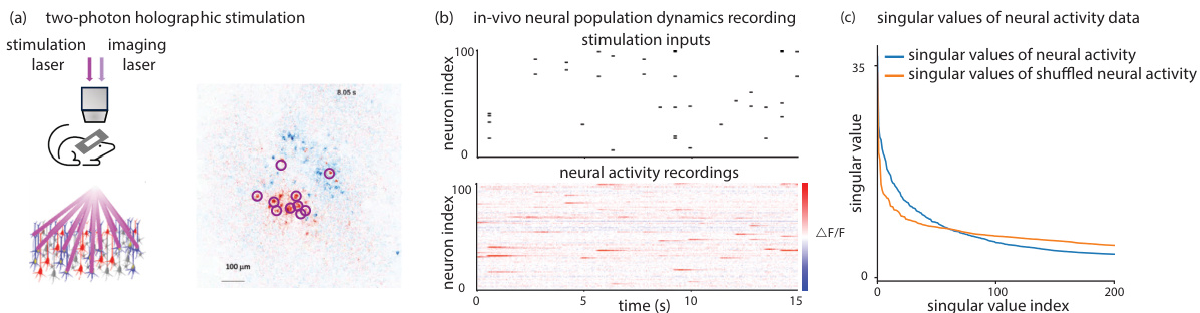 (a) two-photon holographic stimulation
stimulation laser
imaging laser
8.05 s
100 µm
(b) in-vivo neural population dynamics recording
stimulation inputs
100
neuron index
0
neural activity recordings
100
neuron index
0
0 5 10 15
time (s)
△F/F
(c) singular values of neural activity data
singular values of neural activity
singular values of shuffled neural activity
35
singular value
0
0 100 200
singular value index